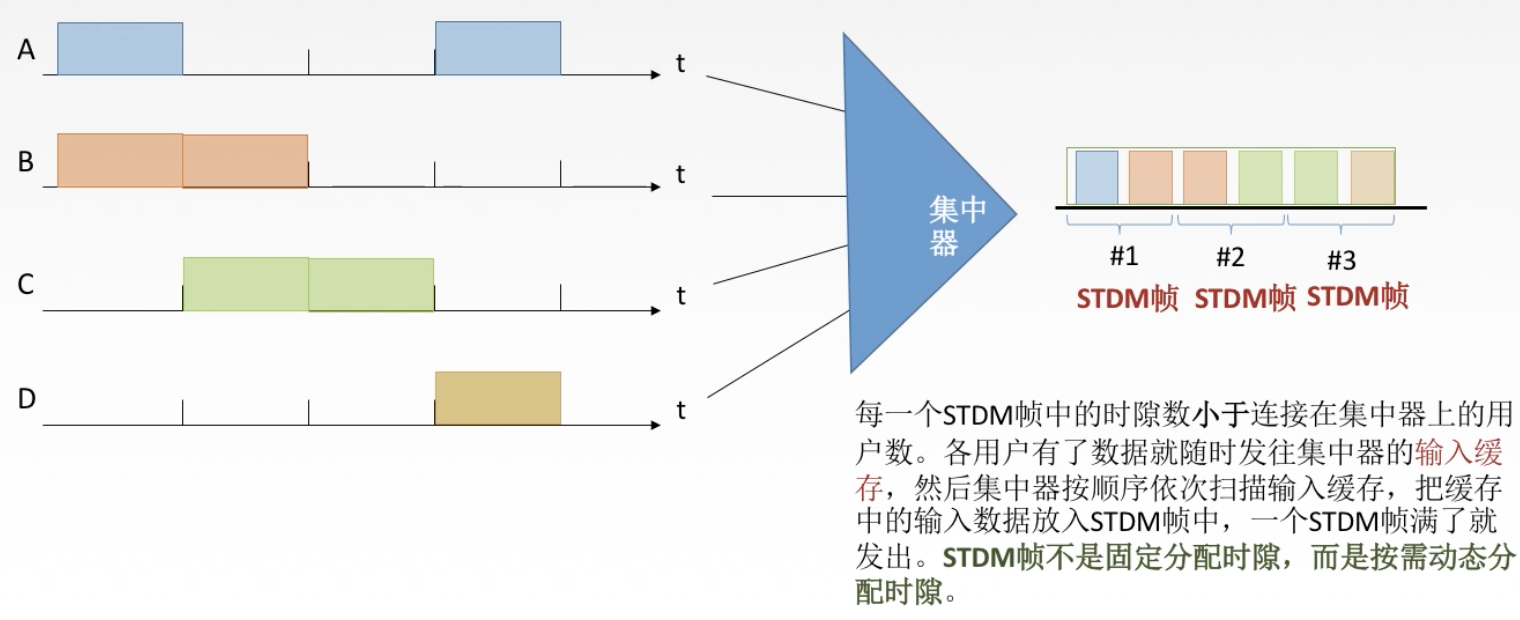 A
t
B
t
C
t
D
t
集中
器
#1
#2
#3
STDM帧
STDM帧
STDM帧
每一个STDM帧中的时隙数小于连接在集中器上的用
户数。各用户有了数据就随时发往集中器的输入缓
存，然后集中器按顺序依次扫描输入缓存，把缓存
中的输入数据放入STDM帧中，一个STDM帧满了就
发出。STDM帧不是固定分配时隙，而是按需动态分
配时隙。